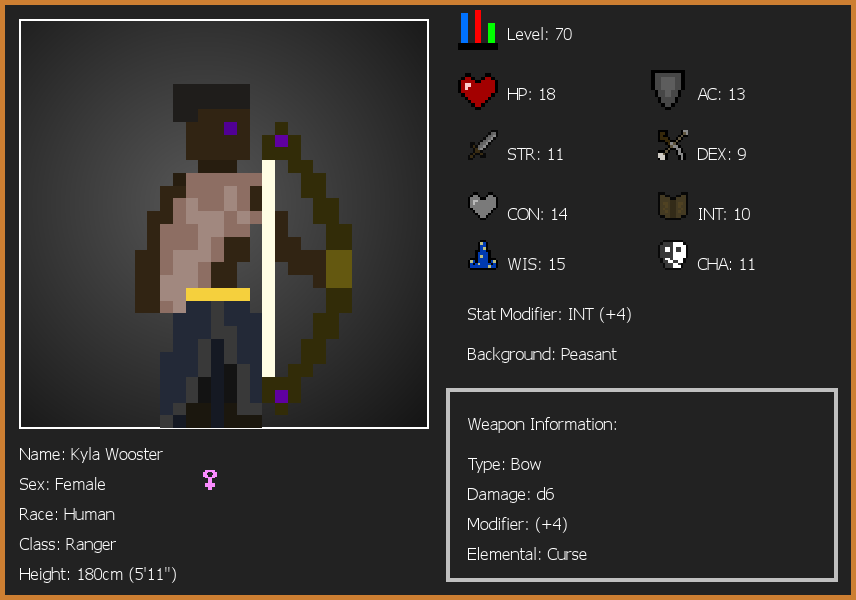 Level: 70
HP: 18
AC: 13
STR: 11
DEX: 9
CON: 14
INT: 10
WIS: 15
CHA: 11
Stat Modifier: INT (+4)
Background: Peasant
Weapon Information:
Type: Bow
Damage: d6
Modifier: (+4)
Elemental: Curse
Name: Kyla Wooster
Sex: Female
Race: Human
Class: Ranger
Height: 180cm (5'11")